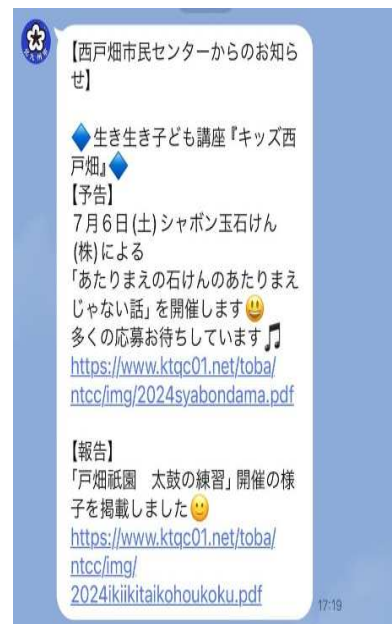 【西戸畑市民センターからのお知ら
せ】
🔷生き生き子ども講座『キッズ西
戸畑』🔷
【予告】
７月６日(土)シャボン玉石けん
(株)による
「あたりまえの石けんのあたりまえ
じゃない話」を開催します😃
多くの応募お待ちしています🎵
https://www.ktqc01.net/toba/
ntcc/img/2024syabondama.pdf
【報告】
「戸畑祇園　太鼓の練習」開催の様
子を掲載しました🙂
https://www.ktqc01.net/toba/
ntcc/img/
2024ikiikitaikohoukoku.pdf
17:19